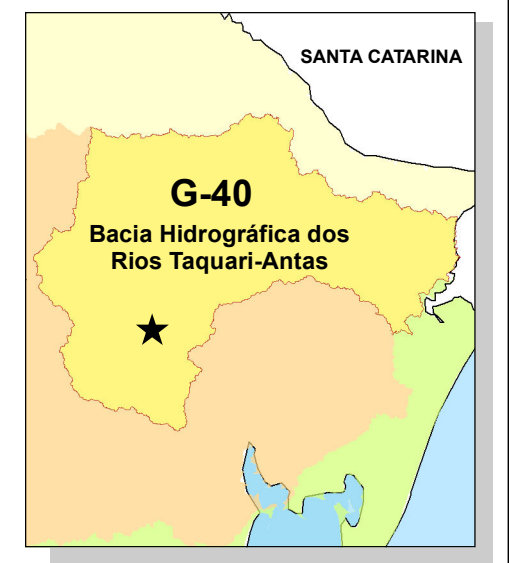 SANTA CATARINA
G-40
Bacia Hidrográfica dos
Rios Taquari-Antas